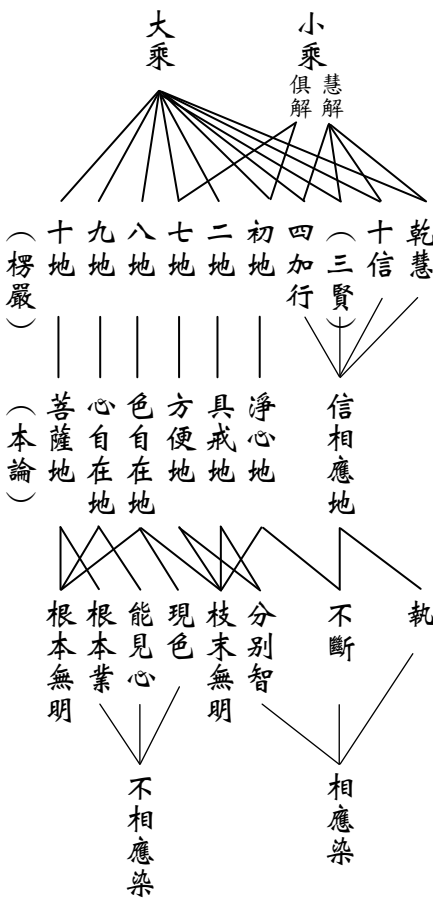 小乘
慧解
俱解
大乘
乾慧
十信
（三賢）
四加行
初地
二地
七地
八地
九地
十地
（楞嚴）
信相應地
淨心地
具戒地
方便地
色自在地
心自在地
菩薩地
（本論）
執
不斷
分別智
枝末無明
現色
能見心
根本業
根本無明
相應染
不相應染